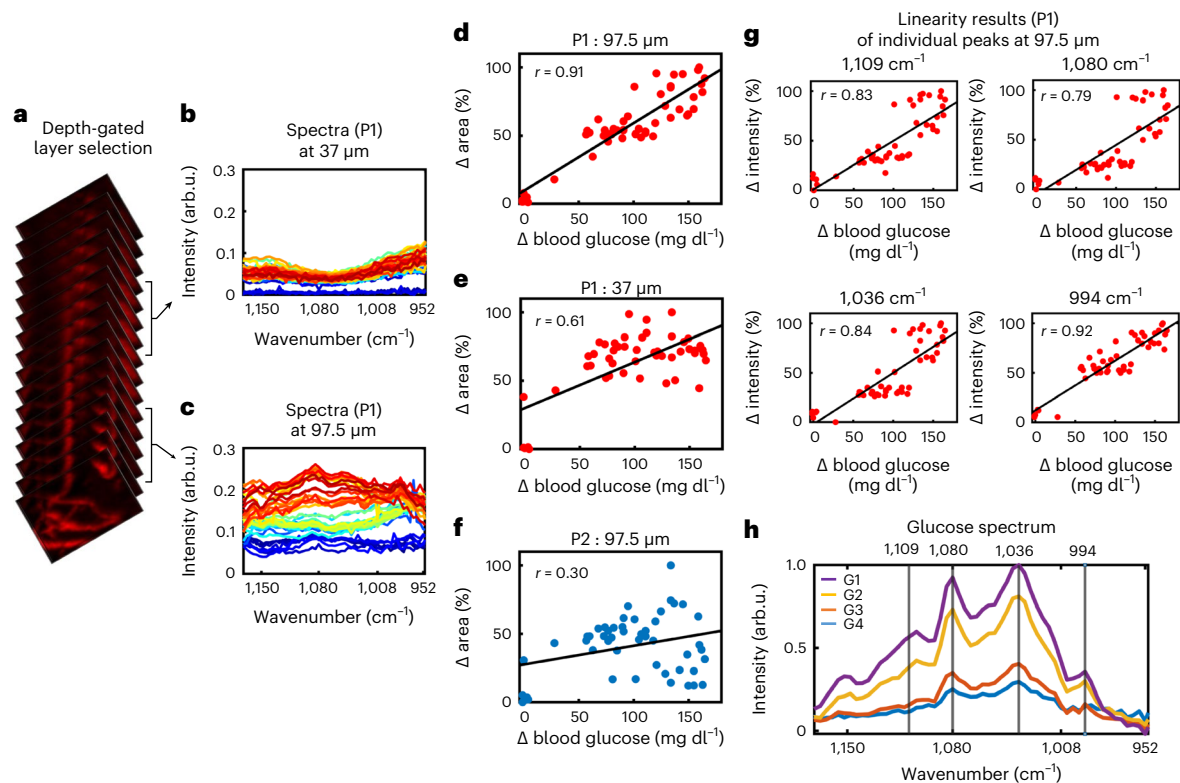 a
Depth-gated
layer selection
b
Spectra (P1)
at 37 µm
Intensity (arb.u.)
0.3
0.2
0.1
0
1,150
1,080
1,008
952
Wavenumber (cm⁻¹)
c
Spectra (P1)
at 97.5 µm
Intensity (arb.u.)
0.3
0.2
0.1
0
1,150
1,080
1,008
952
Wavenumber (cm⁻¹)
d
P1 : 97.5 µm
r = 0.91
Δ area (%)
100
50
0
0
50
100
150
Δ blood glucose (mg dl⁻¹)
e
P1 : 37 µm
r = 0.61
Δ area (%)
100
50
0
0
50
100
150
Δ blood glucose (mg dl⁻¹)
f
P2 : 97.5 µm
r = 0.30
Δ area (%)
100
50
0
0
50
100
150
Δ blood glucose (mg dl⁻¹)
g
Linearity results (P1)
of individual peaks at 97.5 µm
1,109 cm⁻¹
r = 0.83
Δ intensity (%)
100
50
0
0
50
100
150
Δ blood glucose
(mg dl⁻¹)
1,080 cm⁻¹
r = 0.79
Δ intensity (%)
100
50
0
0
50
100
150
Δ blood glucose
(mg dl⁻¹)
1,036 cm⁻¹
r = 0.84
Δ intensity (%)
100
50
0
0
50
100
150
Δ blood glucose
(mg dl⁻¹)
994 cm⁻¹
r = 0.92
Δ intensity (%)
100
50
0
0
50
100
150
Δ blood glucose
(mg dl⁻¹)
h
Glucose spectrum
1,109
1,080
1,036
994
G1
G2
G3
G4
Intensity (arb.u.)
1.0
0.5
0
1,150
1,080
1,008
952
Wavenumber (cm⁻¹)